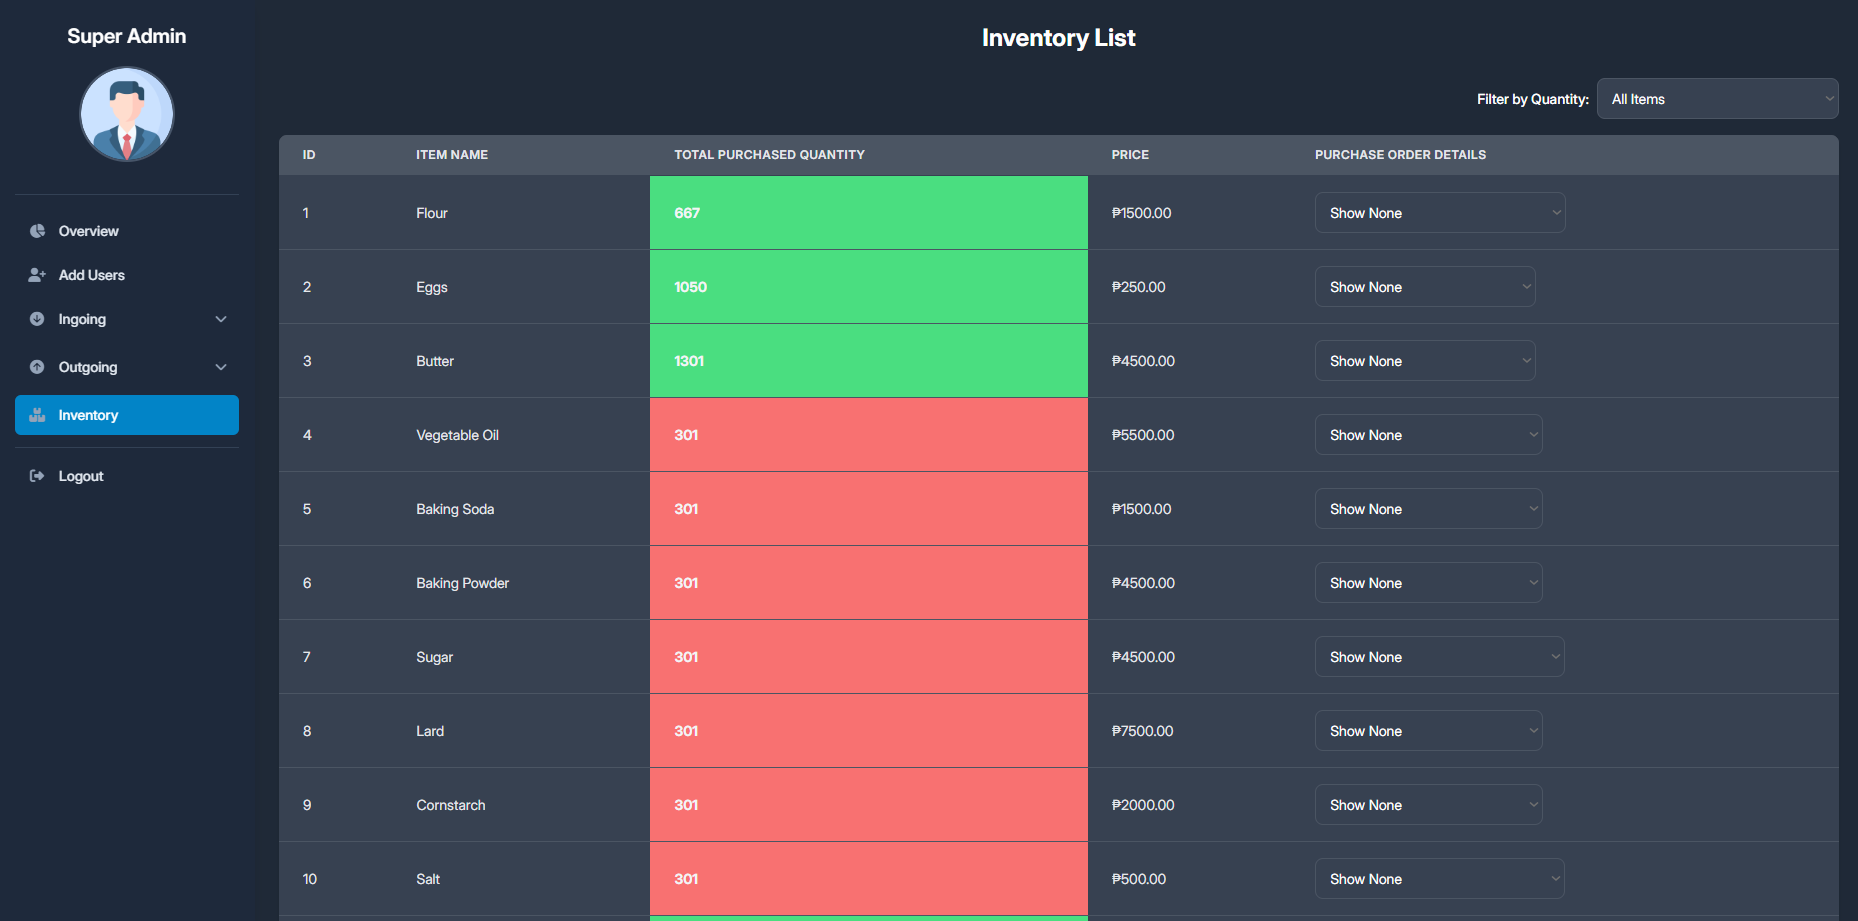 Super Admin
Overview
Add Users
Ingoing
Outgoing
Inventory
Logout
Inventory List
Filter by Quantity: All Items
ID ITEM NAME TOTAL PURCHASED QUANTITY PRICE PURCHASE ORDER DETAILS
1 Flour 667 ₱1500.00 Show None
2 Eggs 1050 ₱250.00 Show None
3 Butter 1301 ₱4500.00 Show None
4 Vegetable Oil 301 ₱5500.00 Show None
5 Baking Soda 301 ₱1500.00 Show None
6 Baking Powder 301 ₱4500.00 Show None
7 Sugar 301 ₱4500.00 Show None
8 Lard 301 ₱7500.00 Show None
9 Cornstarch 301 ₱2000.00 Show None
10 Salt 301 ₱500.00 Show None